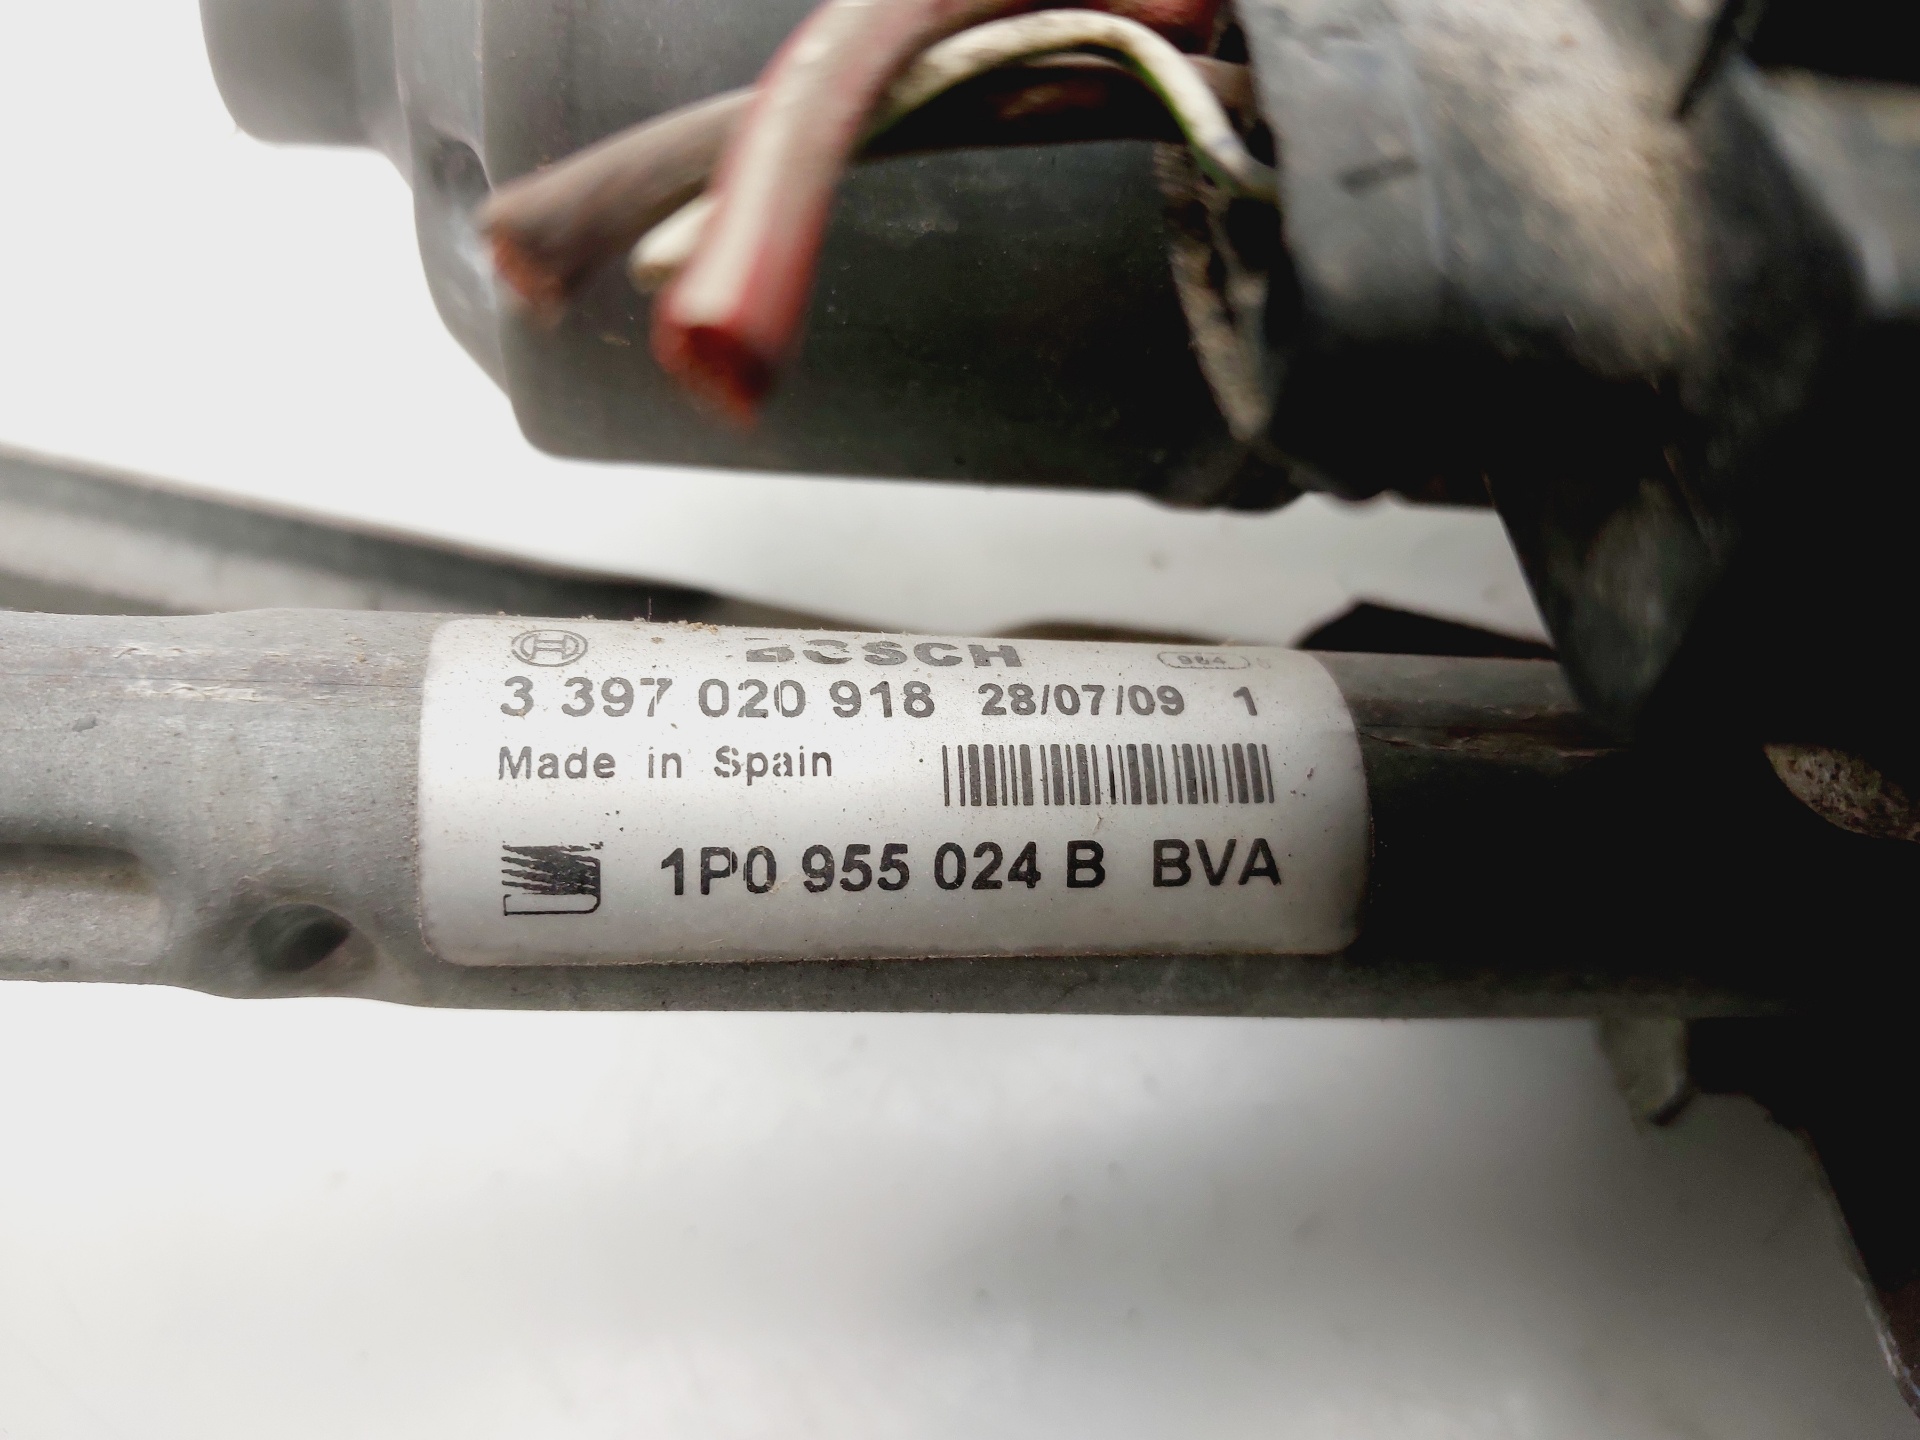 BOSCH
3 397 020 918 28/07/09 1
Made in Spain
1P0 955 024 B BVA